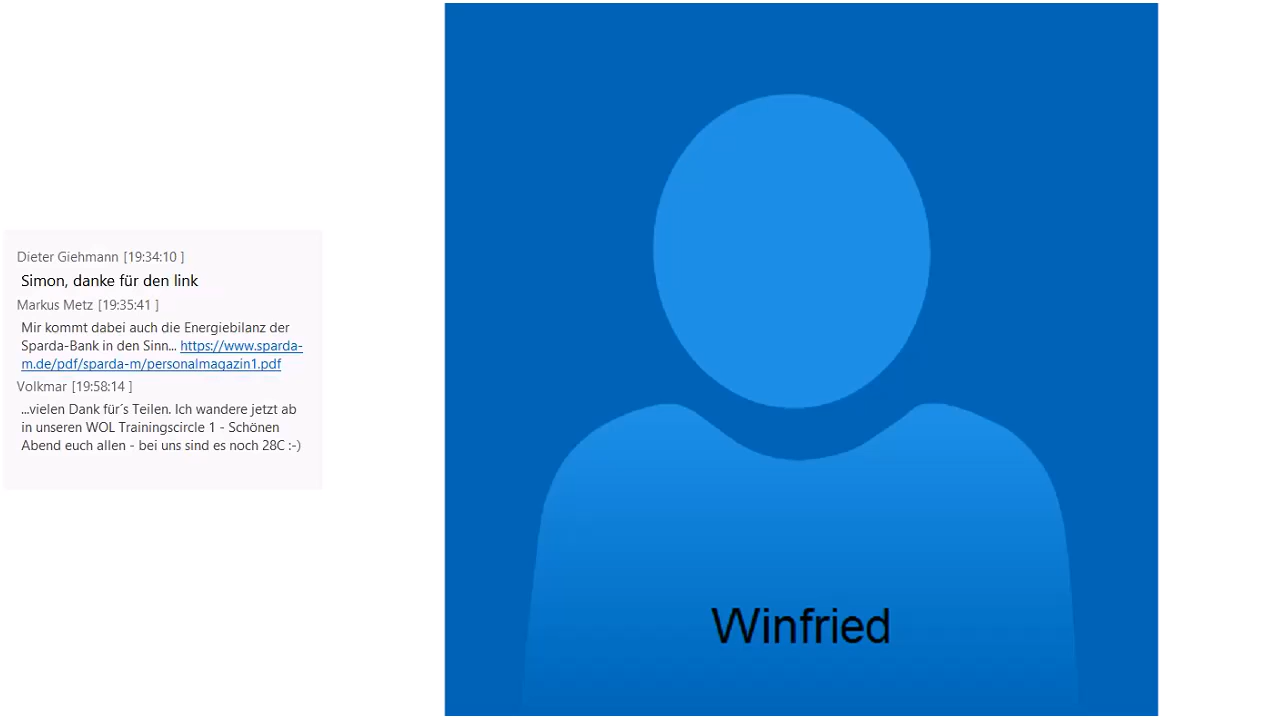 Dieter Giehmann [19:34:10 ]
Simon, danke für den link
Markus Metz [19:35:41 ]
Mir kommt dabei auch die Energiebilanz der
Sparda-Bank in den Sinn... https://www.sparda-
m.de/pdf/sparda-m/personalmagazin1.pdf
Volkmar [19:58:14 ]
...vielen Dank für´s Teilen. Ich wandere jetzt ab
in unseren WOL Trainingscircle 1 - Schönen
Abend euch allen - bei uns sind es noch 28C :-)
Winfried